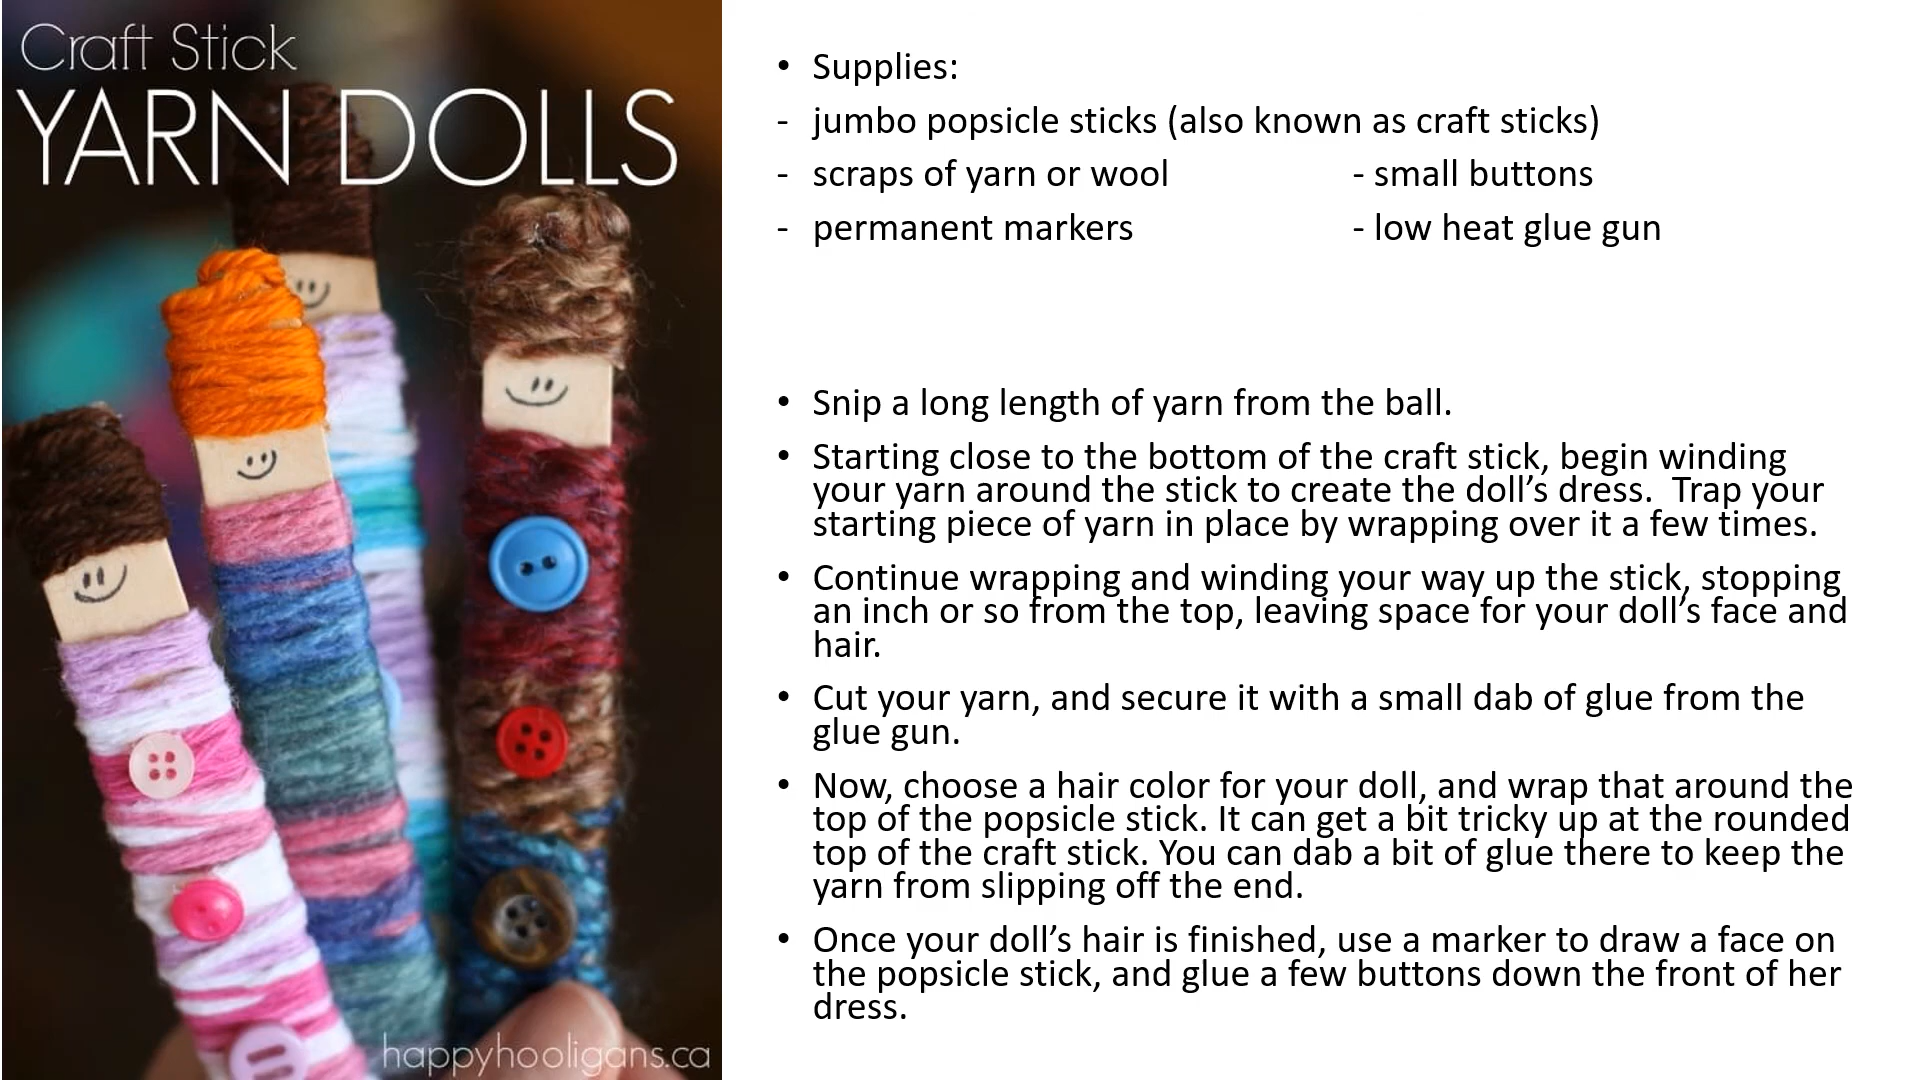 Craft Stick
YARN DOLLS
happyhooligans.ca
• Supplies:
- jumbo popsicle sticks (also known as craft sticks)
- scraps of yarn or wool - small buttons
- permanent markers - low heat glue gun
• Snip a long length of yarn from the ball.
• Starting close to the bottom of the craft stick, begin winding
your yarn around the stick to create the doll’s dress.  Trap your
starting piece of yarn in place by wrapping over it a few times.
• Continue wrapping and winding your way up the stick, stopping
an inch or so from the top, leaving space for your doll’s face and
hair.
• Cut your yarn, and secure it with a small dab of glue from the
glue gun.
• Now, choose a hair color for your doll, and wrap that around the
top of the popsicle stick. It can get a bit tricky up at the rounded
top of the craft stick. You can dab a bit of glue there to keep the
yarn from slipping off the end.
• Once your doll’s hair is finished, use a marker to draw a face on
the popsicle stick, and glue a few buttons down the front of her
dress.